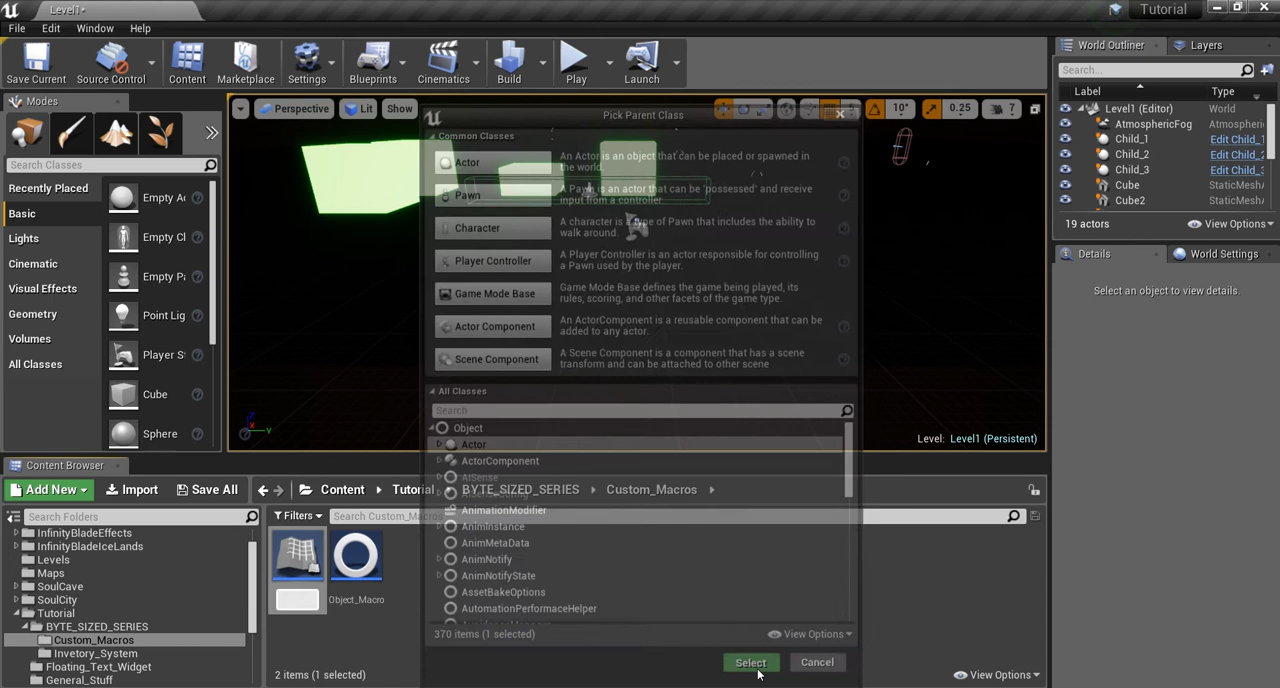 Level1*
Tutorial
File Edit Window Help
Save Current
Source Control
Content
Marketplace
Settings
Blueprints
Cinematics
Build
Play
Launch
Modes
Search Classes
Recently Placed
Basic
Lights
Cinematic
Visual Effects
Geometry
Volumes
All Classes
Empty A
Empty Cl
Empty Pa
Point Lig
Player S
Cube
Sphere
Perspective
Lit
Show
10°
0.25
7
Pick Parent Class
Common Classes
Actor
An Actor is an object that can be placed or spawned in
the world.
Pawn
A Pawn is an actor that can be 'possessed' and receive
input from a controller.
Character
A character is a type of Pawn that includes the ability to
walk around.
Player Controller
A Player Controller is an actor responsible for controlling
a Pawn used by the player.
Game Mode Base
Game Mode Base defines the game being played, its
rules, scoring, and other facets of the game type.
Actor Component
An ActorComponent is a reusable component that can be
added to any actor.
Scene Component
A Scene Component is a component that has a scene
transform and can be attached to other scene
All Classes
Search
Object
Actor
ActorComponent
AISense
AnimationModifier
AnimInstance
AnimMetaData
AnimNotify
AnimNotifyState
AssetBakeOptions
AutomationPerformaceHelper
370 items (1 selected)
View Options
Select
Cancel
Level: Level1 (Persistent)
World Outliner
Layers
Search...
Label
Type
Level1 (Editor) World
AtmosphericFog Atmospheric
Child_1 Edit Child_1
Child_2 Edit Child_2
Child_3 Edit Child_3
Cube StaticMeshA
Cube2 StaticMeshA
19 actors
View Options
Details
World Settings
Select an object to view details.
Content Browser
Add New
Import
Save All
Content
Tutorial
BYTE_SIZED_SERIES
Custom_Macros
Search Folders
Filters
Search Custom_Macros
InfinityBladeEffects
InfinityBladeIceLands
Levels
Maps
SoulCave
SoulCity
Tutorial
BYTE_SIZED_SERIES
Custom_Macros
Invetory_System
Floating_Text_Widget
General_Stuff
Object_Macro
2 items (1 selected)
View Options